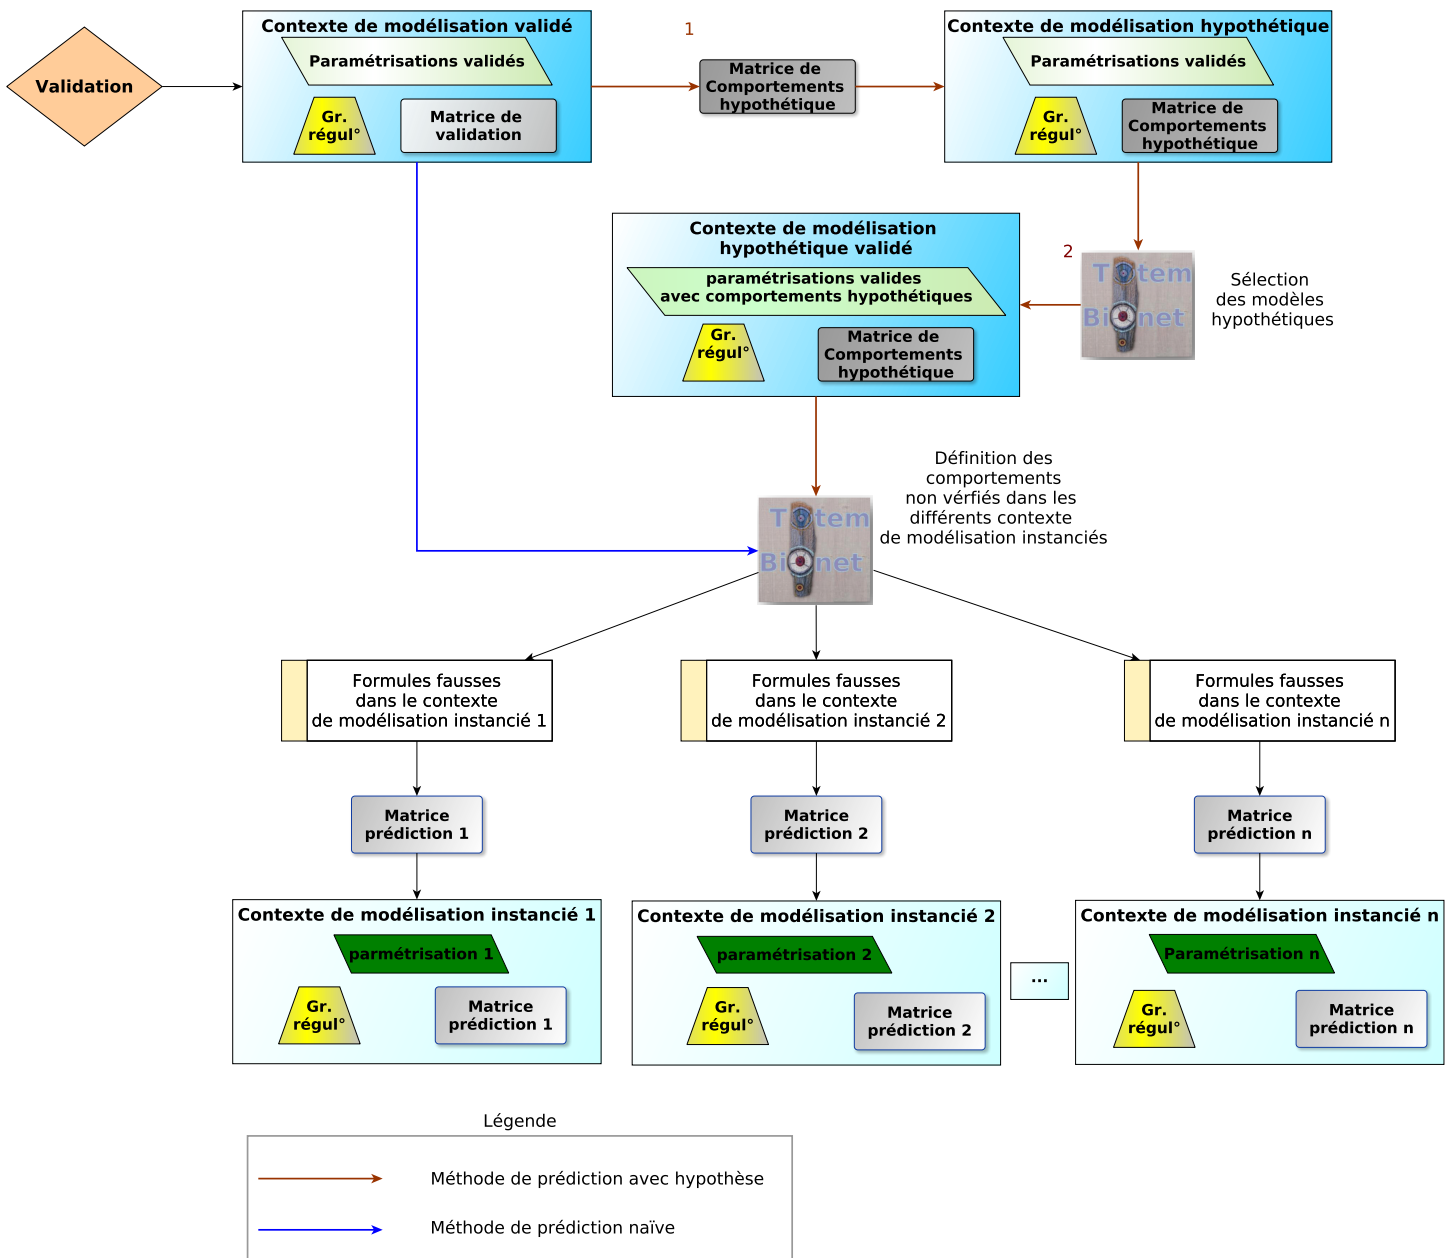 Validation
Contexte de modélisation validé
Paramétrisations validés
Gr.
régul°
Matrice de
validation
1
Matrice de
Comportements
hypothétique
Contexte de modélisation hypothétique
Paramétrisations validés
Gr.
régul°
Matrice de
Comportements
hypothétique
Contexte de modélisation
hypothétique validé
paramétrisations valides
avec comportements hypothétiques
Gr.
régul°
Matrice de
Comportements
hypothétique
2
Totem
Bionet
Sélection
des modèles
hypothétiques
Totem
Bionet
Définition des
comportements
non vérfiés dans les
différents contexte
de modélisation instanciés
Formules fausses
dans le contexte
de modélisation instancié 1
Formules fausses
dans le contexte
de modélisation instancié 2
Formules fausses
dans le contexte
de modélisation instancié n
Matrice
prédiction 1
Matrice
prédiction 2
Matrice
prédiction n
Contexte de modélisation instancié 1
parmétrisation 1
Gr.
régul°
Matrice
prédiction 1
Contexte de modélisation instancié 2
paramétrisation 2
Gr.
régul°
Matrice
prédiction 2
...
Contexte de modélisation instancié n
Paramétrisation n
Gr.
régul°
Matrice
prédiction n
Légende
Méthode de prédiction avec hypothèse
Méthode de prédiction naïve